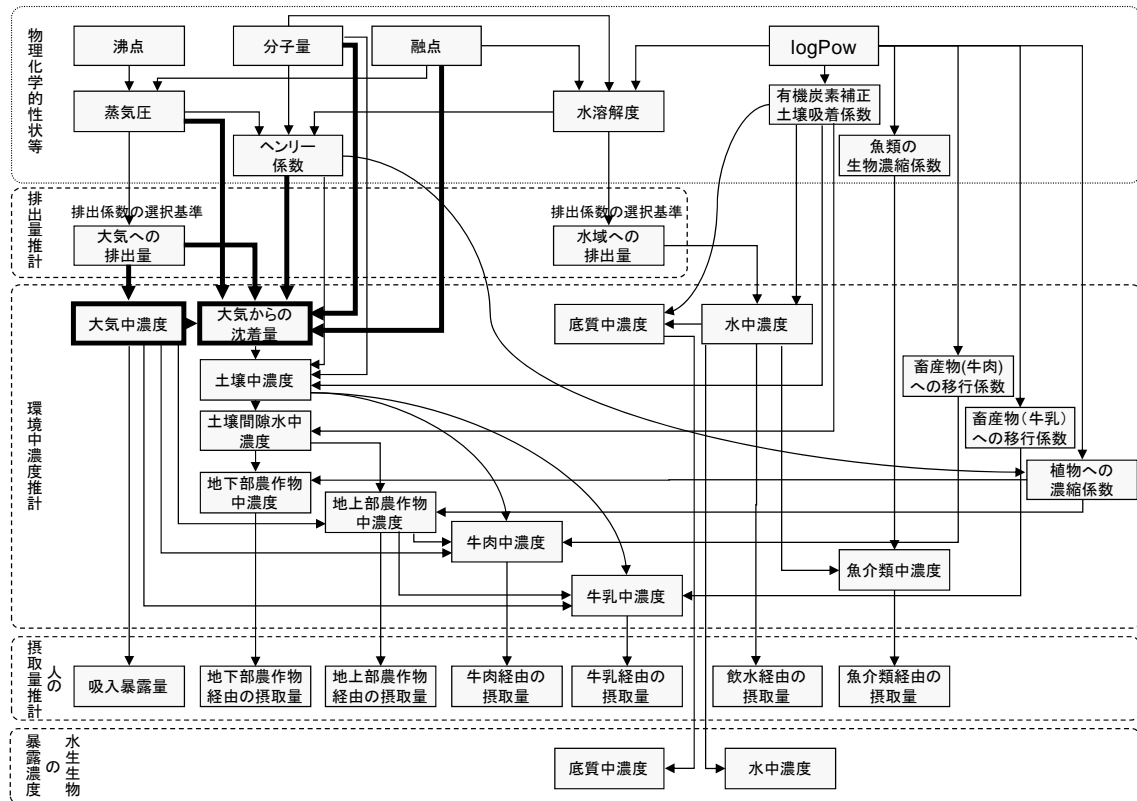 物理化学的性状等
沸点
分子量
融点
logPow
蒸気圧
水溶解度
有機炭素補正
土壌吸着係数
ヘンリー
係数
魚類の
生物濃縮係数
排出量推計
排出係数の選択基準
大気への
排出量
排出係数の選択基準
水域への
排出量
環境中濃度推計
大気中濃度
大気からの
沈着量
底質中濃度
水中濃度
土壌中濃度
畜産物(牛肉)
への移行係数
土壌間隙水中
濃度
畜産物(牛乳)
への移行係数
地下部農作物
中濃度
植物への
濃縮係数
地上部農作物
中濃度
牛肉中濃度
魚介類中濃度
牛乳中濃度
人の
摂取量推計
吸入暴露量
地下部農作物
経由の摂取量
地上部農作物
経由の摂取量
牛肉経由の
摂取量
牛乳経由の
摂取量
飲水経由の
摂取量
魚介類経由の
摂取量
水生生物
の
暴露濃度
底質中濃度
水中濃度